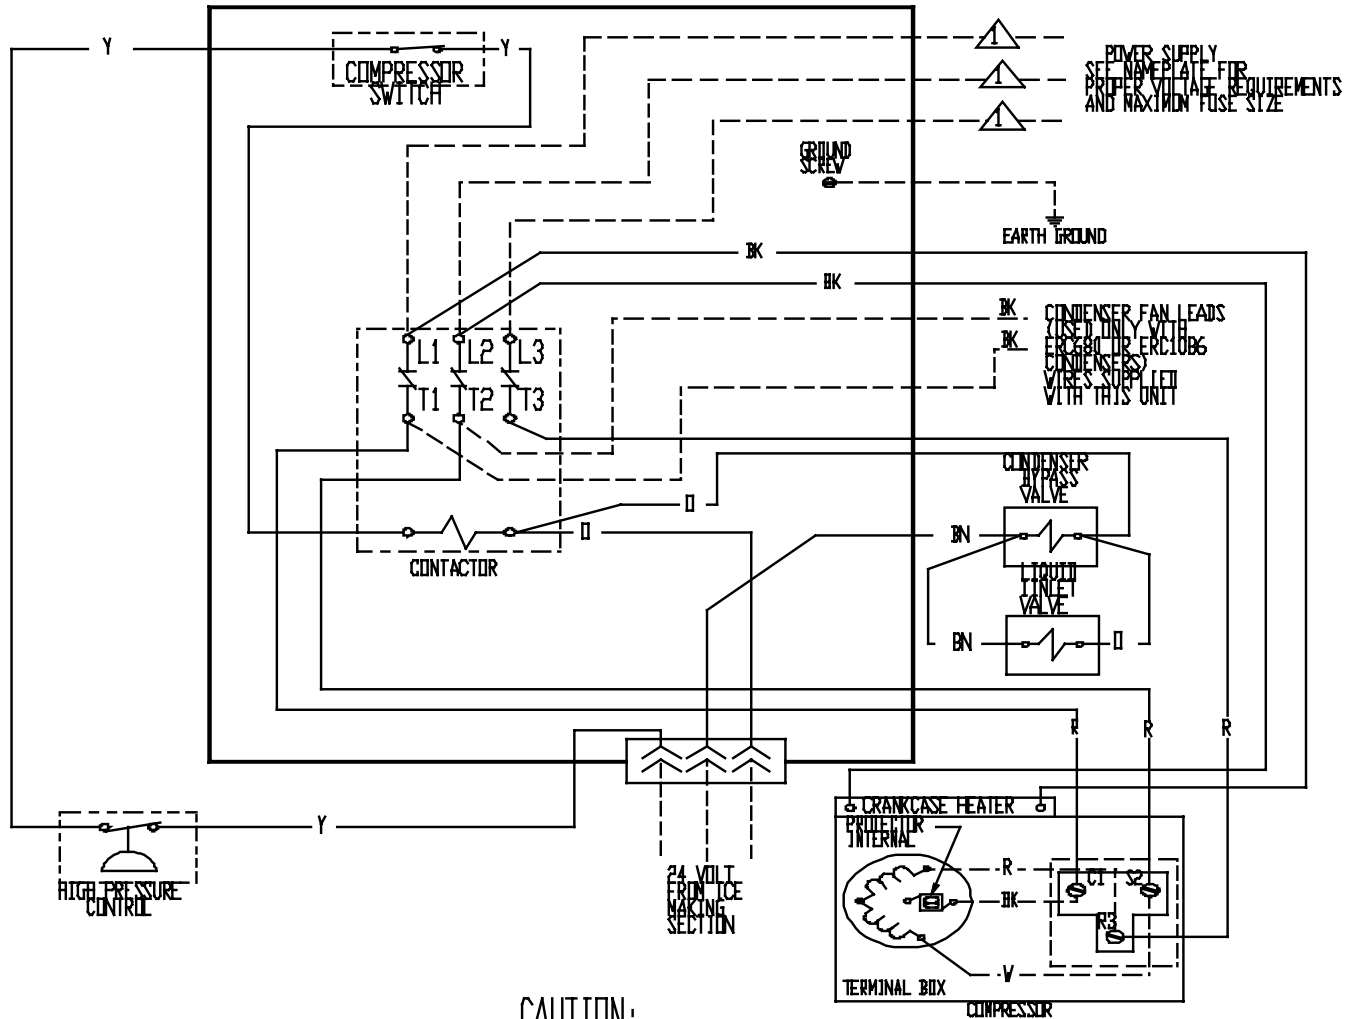 Y
Y
COMPRESSOR
SWITCH
1
1
1
POWER SUPPLY
SEE NAMEPLATE FOR
PROPER VOLTAGE REQUIREMENTS
AND MAXIMUM FUSE SIZE
GROUND
SCREW
EARTH GROUND
BK
BK
BK
BK
CONDENSER FAN LEADS
(USED ONLY WITH
ERC680 OR ERC1086
CONDENSERS)
WIRES SUPPLIED
WITH THIS UNIT
L1
L2
L3
T1
T2
T3
CONDENSER
BYPASS
VALVE
O
O
BN
CONTACTOR
LIQUID
INLET
VALVE
BN
O
R
R
R
CRANKCASE HEATER
PROTECTOR
INTERNAL
Y
HIGH PRESSURE
CONTROL
24 VOLT
FROM ICE
MAKING
SECTION
R
BK
W
C1
S2
R3
TERMINAL BOX
COMPRESSOR
CAUTION: